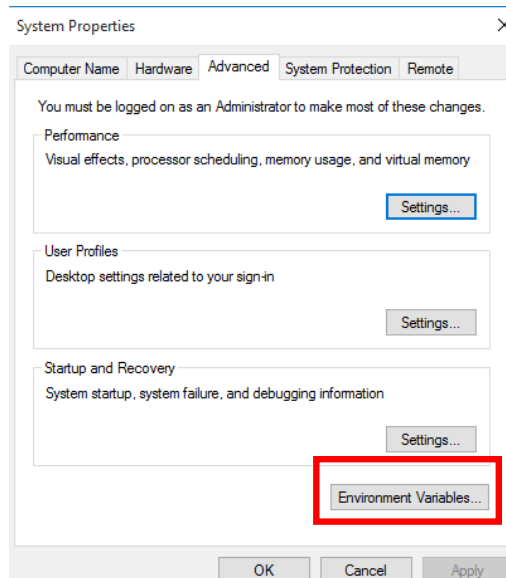 System Properties
Computer Name Hardware Advanced System Protection Remote
You must be logged on as an Administrator to make most of these changes.
Performance
Visual effects, processor scheduling, memory usage, and virtual memory
Settings...
User Profiles
Desktop settings related to your sign-in
Settings...
Startup and Recovery
System startup, system failure, and debugging information
Settings...
Environment Variables...
OK Cancel Apply